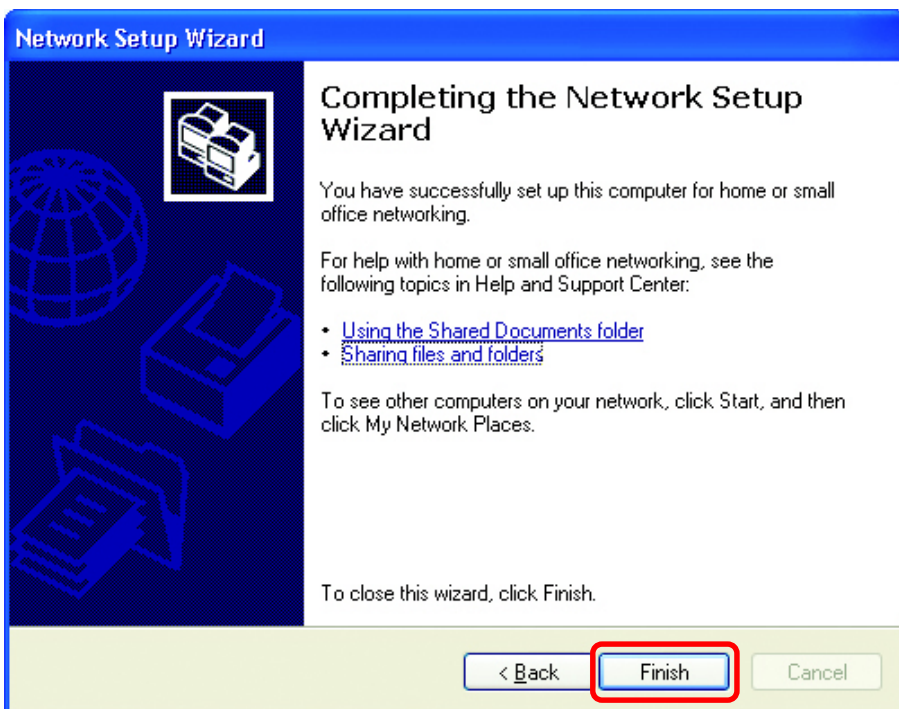 Network Setup Wizard
Completing the Network Setup
Wizard
You have successfully set up this computer for home or small
office networking.
For help with home or small office networking, see the
following topics in Help and Support Center:
• Using the Shared Documents folder
• Sharing files and folders
To see other computers on your network, click Start, and then
click My Network Places.
To close this wizard, click Finish.
< Back
Finish
Cancel